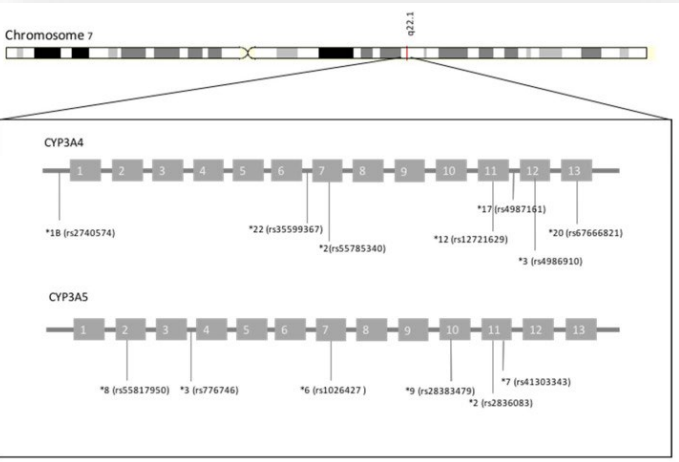 q22.1
Chromosome 7
CYP3A4
1 2 3 4 5 6 7 8 9 10 11 12 13
*1B (rs2740574)
*22 (rs35599367)
*2(rs55785340)
*17 (rs4987161)
*12 (rs12721629)
*20 (rs67666821)
*3 (rs4986910)
CYP3A5
1 2 3 4 5 6 7 8 9 10 11 12 13
*8 (rs55817950) *3 (rs776746) *6 (rs1026427 ) *9 (rs28383479)
*7 (rs41303343)
*2 (rs2836083)